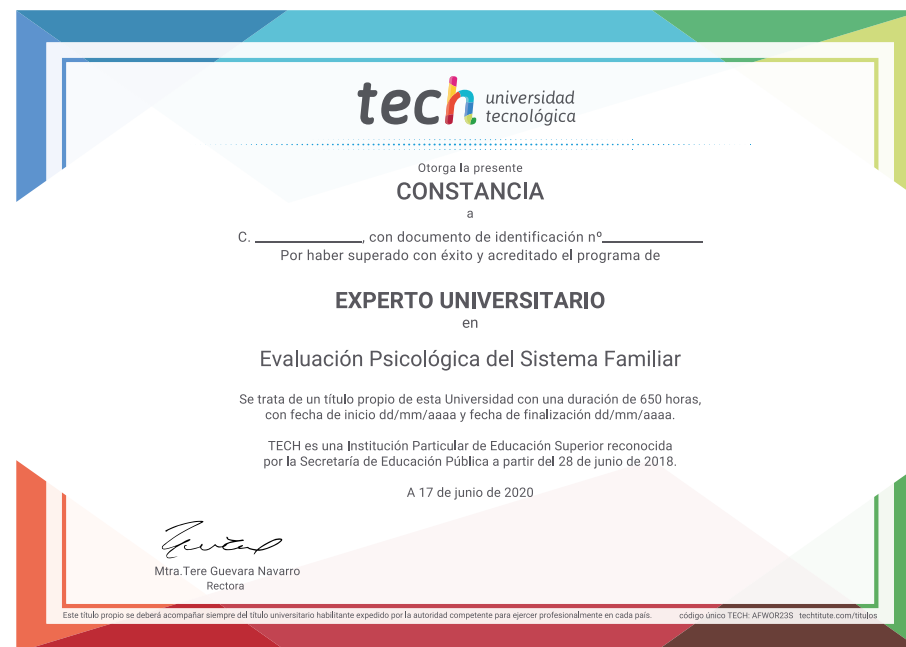 tech universidad
tecnológica
Otorga la presente
CONSTANCIA
a
C. ______________, con documento de identificación nº_____________
Por haber superado con éxito y acreditado el programa de
EXPERTO UNIVERSITARIO
en
Evaluación Psicológica del Sistema Familiar
Se trata de un título propio de esta Universidad con una duración de 650 horas,
con fecha de inicio dd/mm/aaaa y fecha de finalización dd/mm/aaaa.
TECH es una Institución Particular de Educación Superior reconocida
por la Secretaría de Educación Pública a partir del 28 de junio de 2018.
A 17 de junio de 2020
Mtra.Tere Guevara Navarro
Rectora
Este título propio se deberá acompañar siempre del título universitario habilitante expedido por la autoridad competente para ejercer profesionalmente en cada país. código único TECH: AFWOR23S techtitute.com/titulos